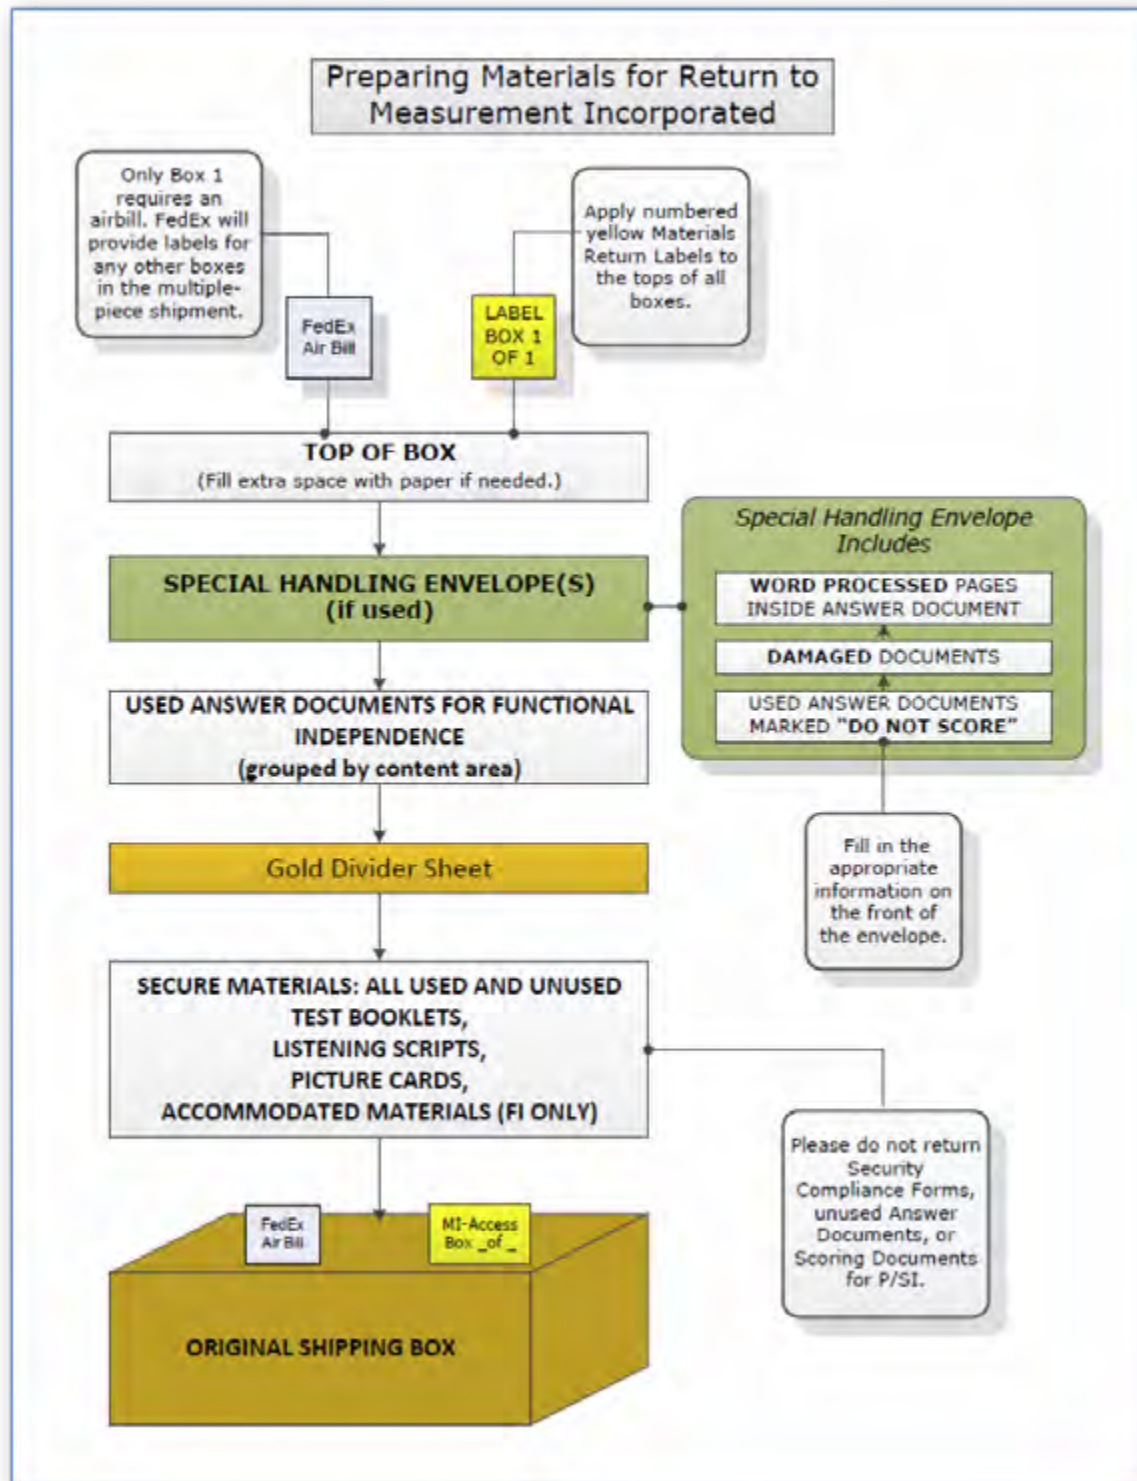 Preparing Materials for Return to
Measurement Incorporated
Only Box 1
requires an
airbill. FedEx will
provide labels for
any other boxes
in the multiple-
piece shipment.
FedEx
Air Bill
LABEL
BOX 1
OF 1
Apply numbered
yellow Materials
Return Labels to
the tops of all
boxes.
TOP OF BOX
(Fill extra space with paper if needed.)
SPECIAL HANDLING ENVELOPE(S)
(if used)
Special Handling Envelope
Includes
WORD PROCESSED PAGES
INSIDE ANSWER DOCUMENT
DAMAGED DOCUMENTS
USED ANSWER DOCUMENTS
MARKED "DO NOT SCORE"
Fill in the
appropriate
information on
the front of
the envelope.
USED ANSWER DOCUMENTS FOR FUNCTIONAL
INDEPENDENCE
(grouped by content area)
Gold Divider Sheet
SECURE MATERIALS: ALL USED AND UNUSED
TEST BOOKLETS,
LISTENING SCRIPTS,
PICTURE CARDS,
ACCOMMODATED MATERIALS (FI ONLY)
Please do not return
Security
Compliance Forms,
unused Answer
Documents, or
Scoring Documents
for P/SI.
FedEx
Air Bill
MI-Access
Box _of _
ORIGINAL SHIPPING BOX